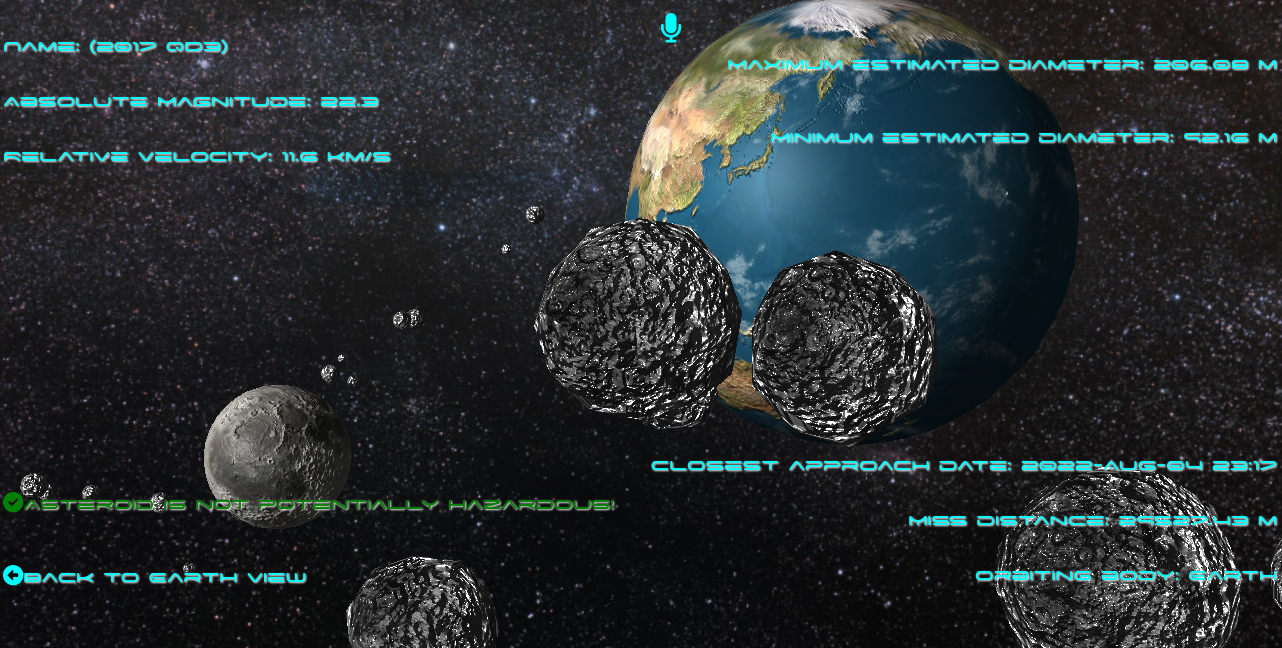 NAME: (2017 QD3)
MAXIMUM ESTIMATED DIAMETER: 206.08 M
ABSOLUTE MAGNITUDE: 22.3
MINIMUM ESTIMATED DIAMETER: 92.16 M
RELATIVE VELOCITY: 11.6 KM/S
CLOSEST APPROACH DATE: 2022-AUG-04 23:17
ASTEROID IS NOT POTENTIALLY HAZARDOUS!
MISS DISTANCE: 29527.43 M
BACK TO EARTH VIEW
ORBITING BODY: EARTH